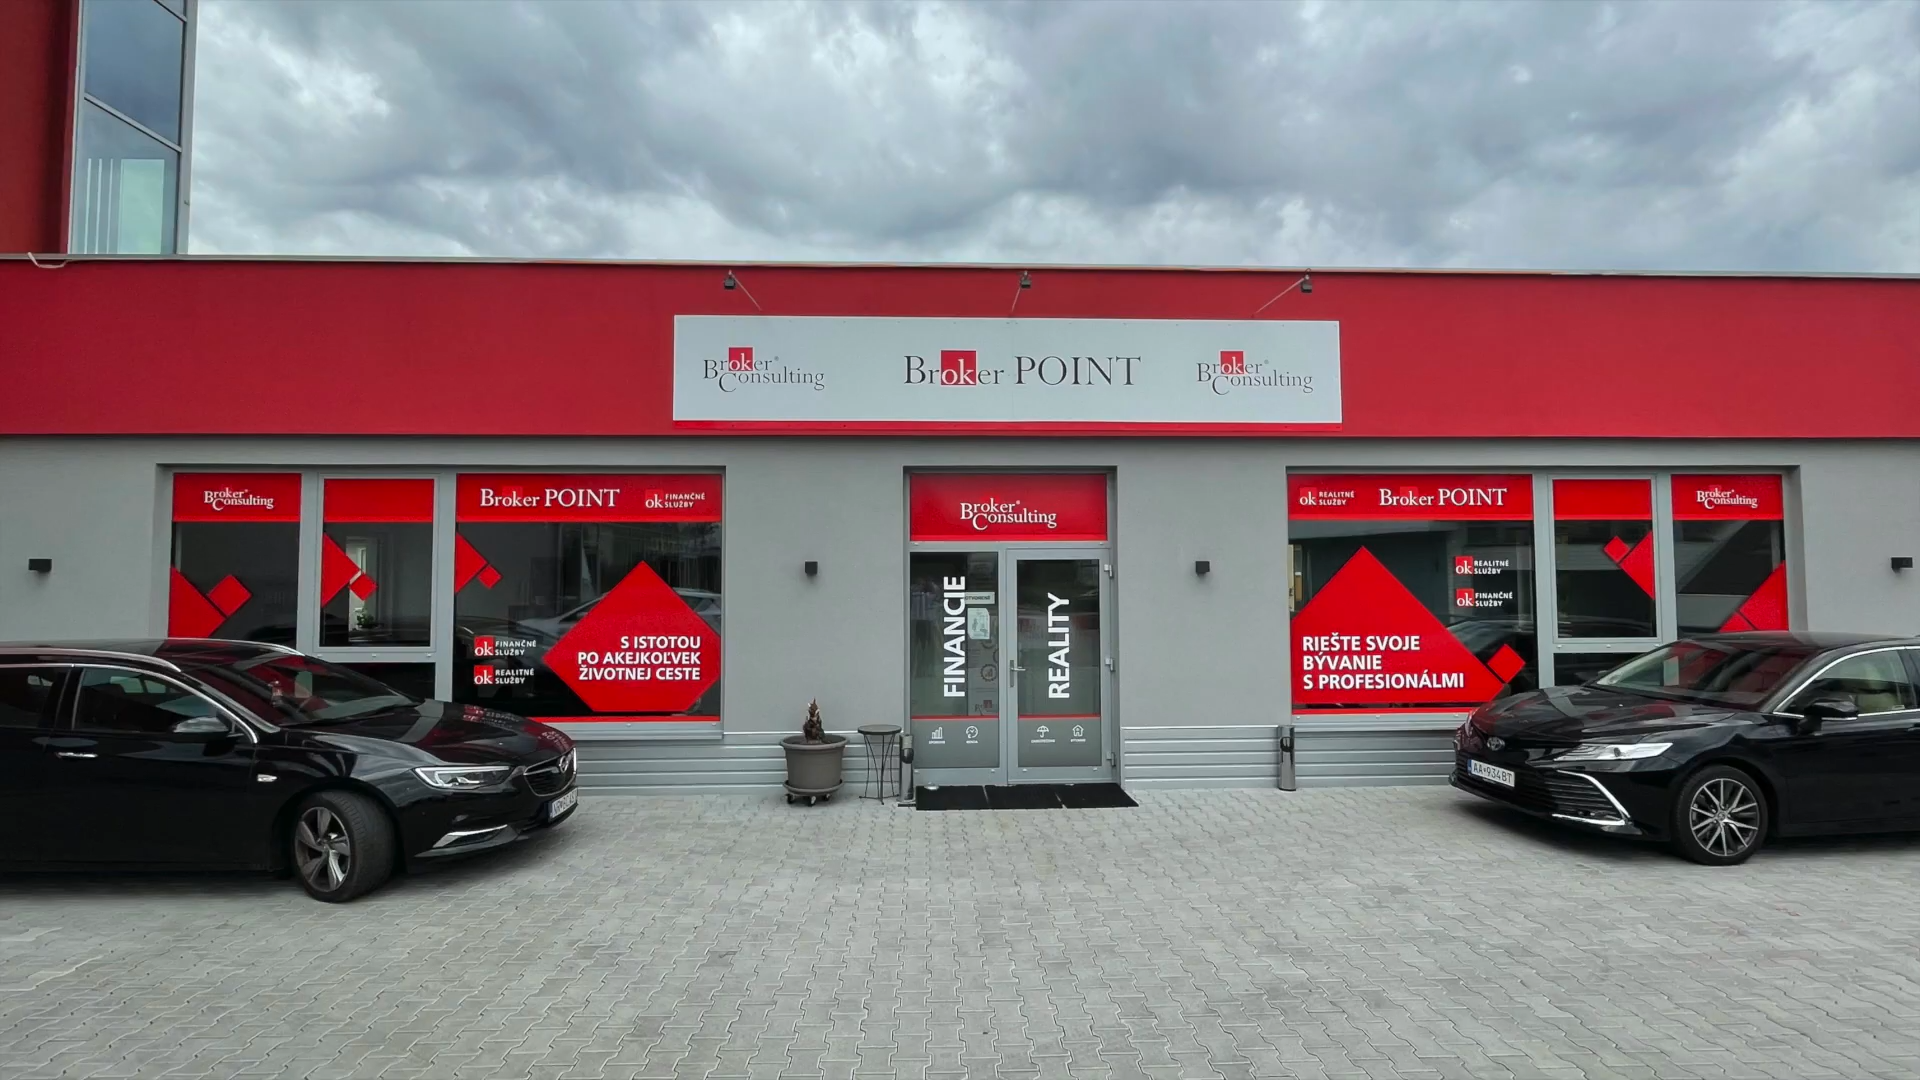 Broker Consulting
Broker POINT
Broker Consulting
Broker Consulting
Broker POINT
ok FINANČNÉ SLUŽBY
Broker Consulting
ok REALITNÉ SLUŽBY
Broker POINT
Broker Consulting
ok FINANČNÉ SLUŽBY
ok REALITNÉ SLUŽBY
S ISTOTOU
PO AKEJKOĽVEK
ŽIVOTNEJ CESTE
FINANCIE
REALITY
ok REALITNÉ SLUŽBY
ok FINANČNÉ SLUŽBY
RIEŠTE SVOJE
BÝVANIE
S PROFESIONÁLMI
AA 934BT